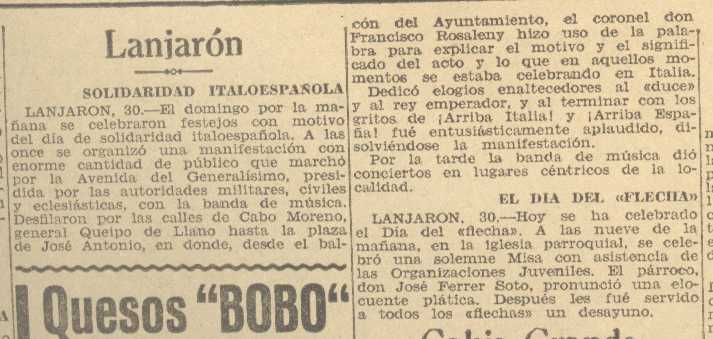 Lanjarón
SOLIDARIDAD ITALOESPAÑOLA
LANJARON, 30.—El domingo por la ma-
ñana se celebraron festejos con motivo
del día de solidaridad italoespañola. A las
once se organizó una manifestación con
enorme cantidad de público que marchó
por la Avenida del Generalísimo, presi-
dida por las autoridades militares, civiles
y eclesiásticas, con la banda de música.
Desfilaron por las calles de Cabo Moreno,
general Queipo de Llano hasta la plaza
de José Antonio, en donde, desde el bal-
Quesos "BOBO"
cón del Ayuntamiento, el coronel don
Francisco Rosaleny hizo uso de la pala-
bra para explicar el motivo y el signifi-
cado del acto y lo que en aquellos mo-
mentos se estaba celebrando en Italia.
Dedicó elogios enaltecedores al «duce»
y al rey emperador, y al terminar con los
gritos de ¡Arriba Italia! y ¡Arriba Espa-
ña! fué entusiásticamente aplaudido, di-
solviéndose la manifestación.
Por la tarde la banda de música dió
conciertos en lugares céntricos de la lo-
calidad.
EL DIA DEL «FLECHA»
LANJARON, 30.—Hoy se ha celebrado
el Día del «flecha». A las nueve de la
mañana, en la iglesia parroquial, se cele-
bró una solemne Misa con asistencia de
las Organizaciones Juveniles. El párroco,
don José Ferrer Soto, pronunció una elo-
cuente plática. Después les fué servido
a todos los «flechas» un desayuno.